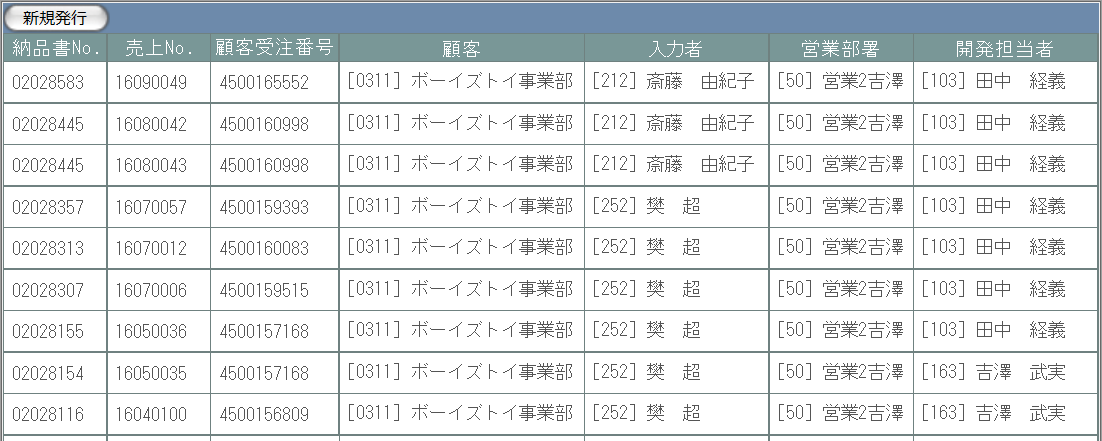 新規発行
納品書No. 売上No. 顧客受注番号 顧客 入力者 営業部署 開発担当者
02028583 16090049 4500165552 [0311] ボーイズトイ事業部 [212] 斎藤　由紀子 [50] 営業2吉澤 [103] 田中　経義
02028445 16080042 4500160998 [0311] ボーイズトイ事業部 [212] 斎藤　由紀子 [50] 営業2吉澤 [103] 田中　経義
02028445 16080043 4500160998 [0311] ボーイズトイ事業部 [212] 斎藤　由紀子 [50] 営業2吉澤 [103] 田中　経義
02028357 16070057 4500159393 [0311] ボーイズトイ事業部 [252] 樊　超 [50] 営業2吉澤 [103] 田中　経義
02028313 16070012 4500160083 [0311] ボーイズトイ事業部 [252] 樊　超 [50] 営業2吉澤 [103] 田中　経義
02028307 16070006 4500159515 [0311] ボーイズトイ事業部 [252] 樊　超 [50] 営業2吉澤 [103] 田中　経義
02028155 16050036 4500157168 [0311] ボーイズトイ事業部 [252] 樊　超 [50] 営業2吉澤 [103] 田中　経義
02028154 16050035 4500157168 [0311] ボーイズトイ事業部 [252] 樊　超 [50] 営業2吉澤 [163] 吉澤　武実
02028116 16040100 4500156809 [0311] ボーイズトイ事業部 [252] 樊　超 [50] 営業2吉澤 [163] 吉澤　武実